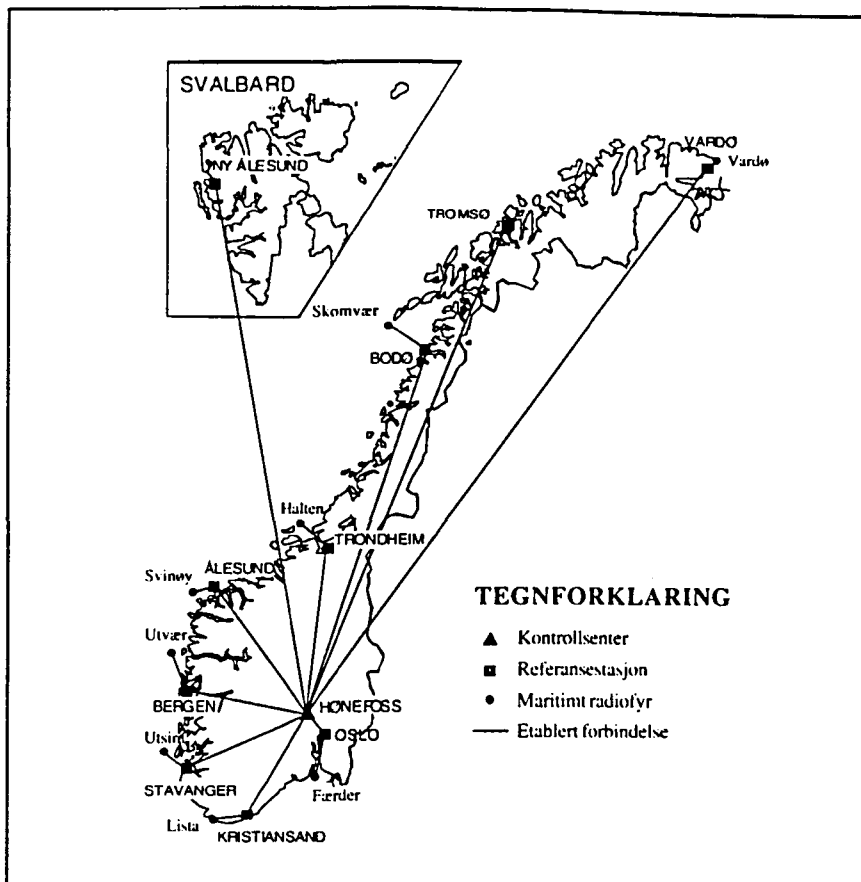 SVALBARD
NY ÅLESUND
VARDØ
Vardø
TROMSØ
Skomvær
BODØ
Halten
TRONDHEIM
ÅLESUND
Svinøy
Utvær
BERGEN
HØNEFOSS
OSLO
Utsira
STAVANGER
Færder
Lista
KRISTIANSAND
TEGNFORKLARING
Kontrollsenter
Referansestasjon
Maritimt radiofyr
Etablert forbindelse